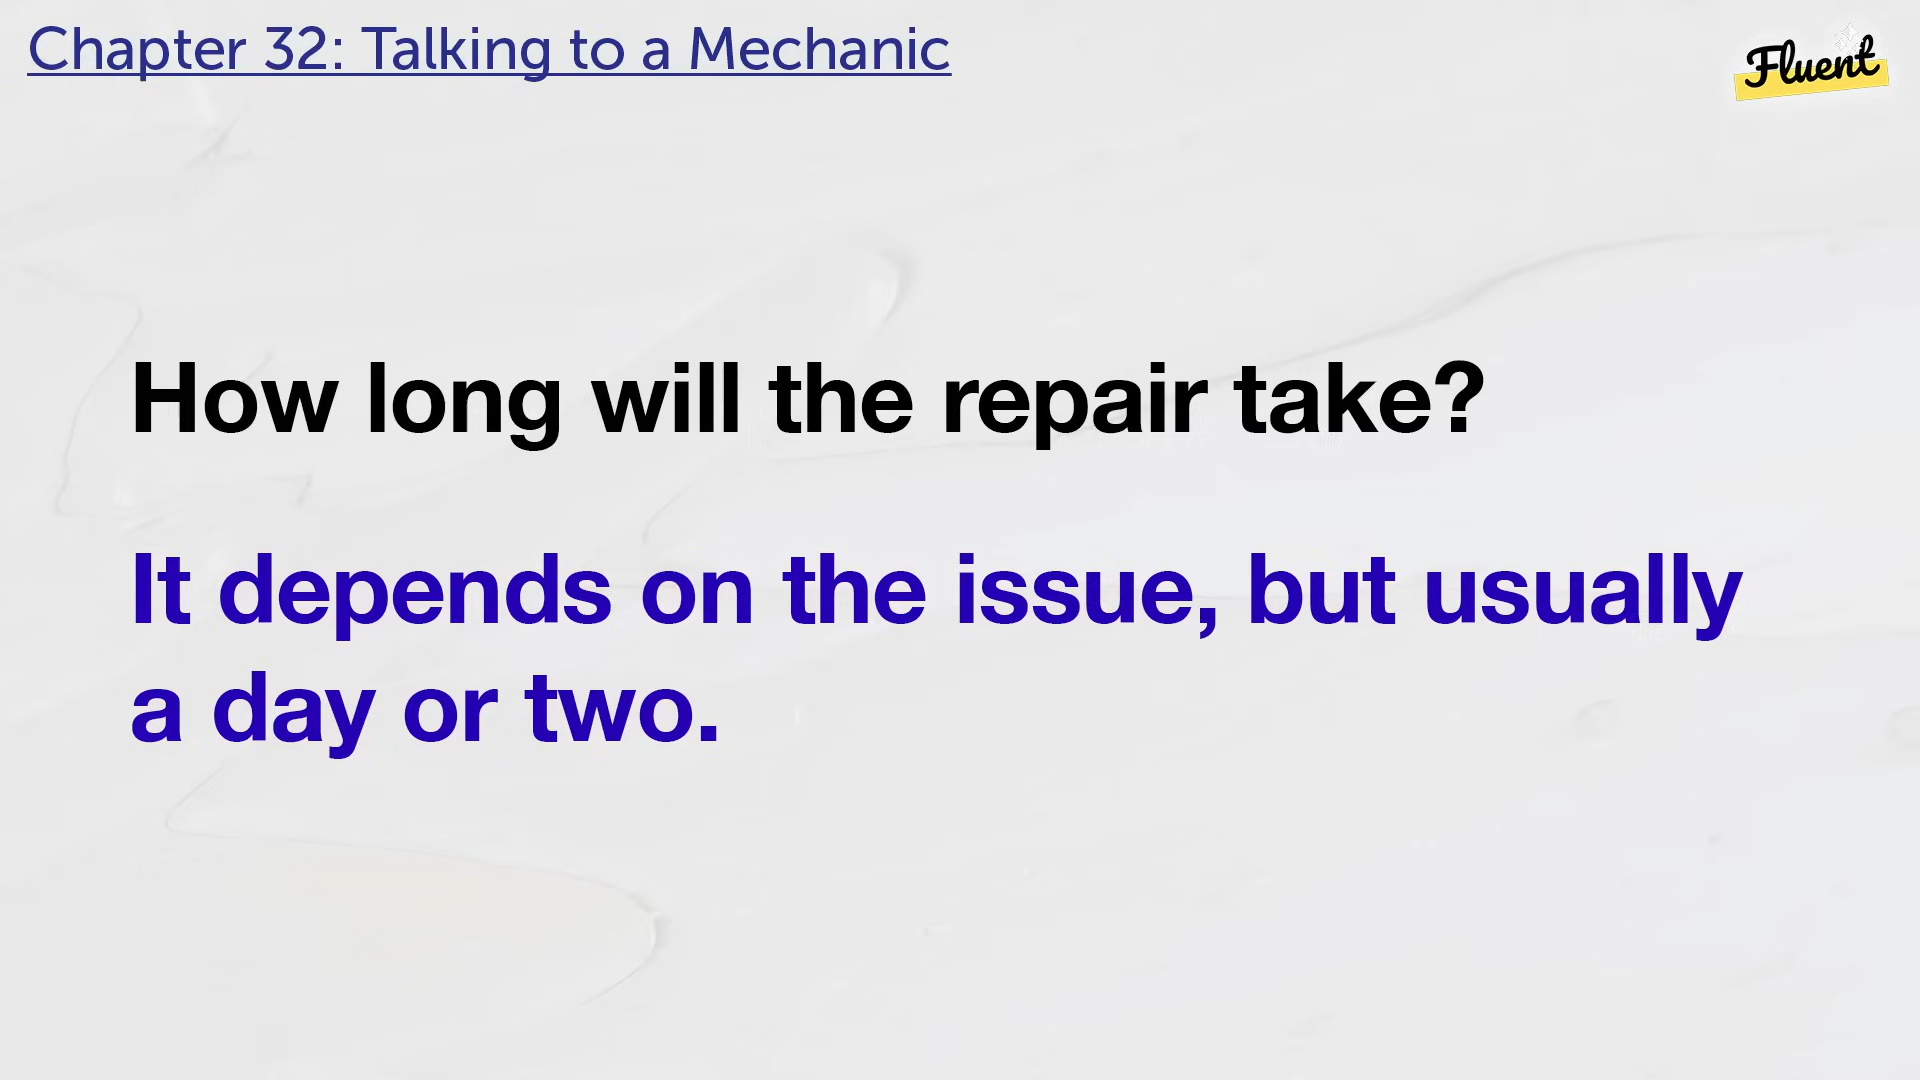 Chapter 32: Talking to a Mechanic
Fluent
How long will the repair take?
It depends on the issue, but usually
a day or two.